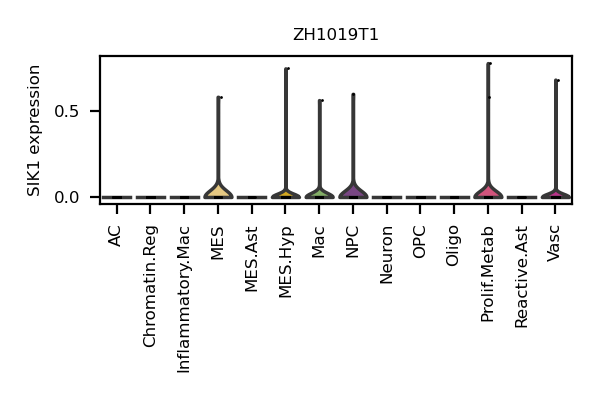 ZH1019T1
SIK1 expression
0.5
0.0
AC
Chromatin.Reg
Inflammatory.Mac
MES
MES.Ast
MES.Hyp
Mac
NPC
Neuron
OPC
Oligo
Prolif.Metab
Reactive.Ast
Vasc